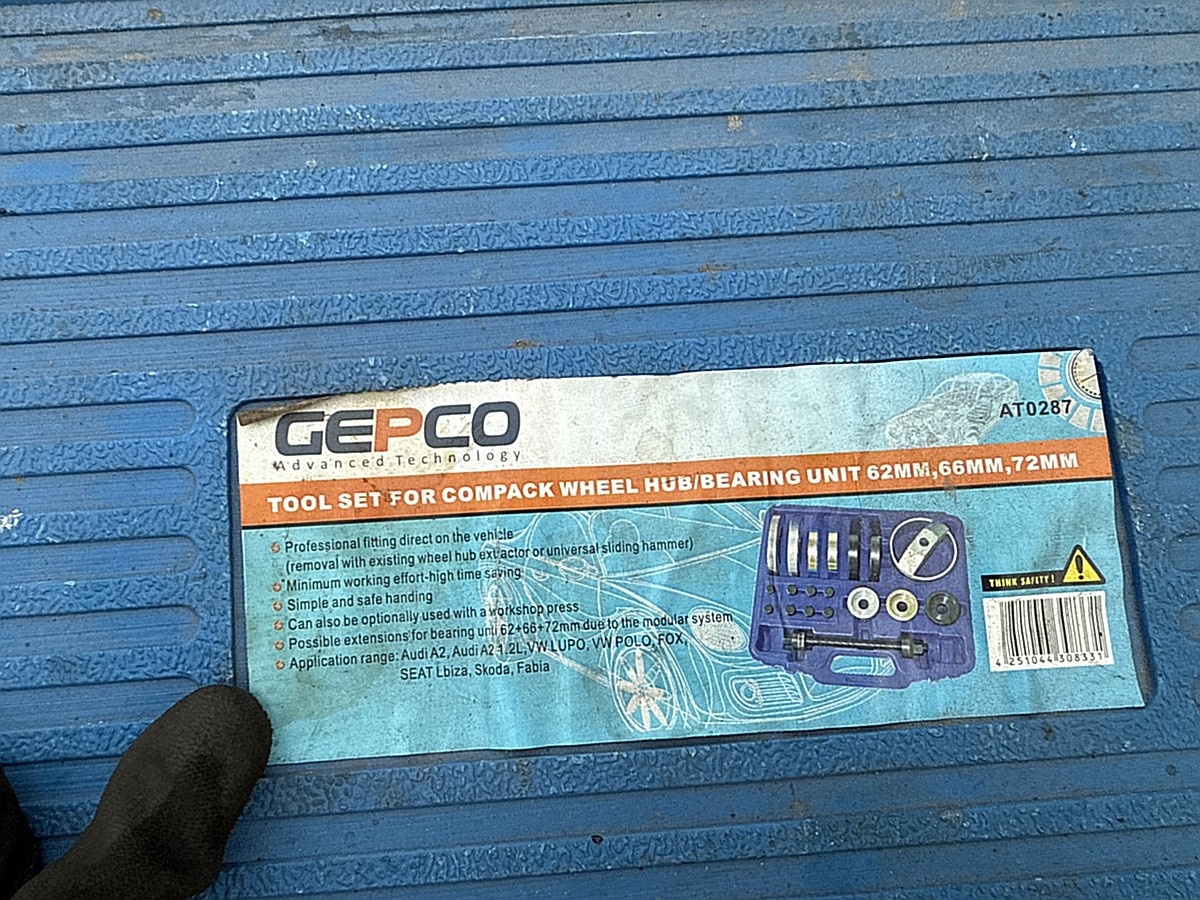 GEPCO
Advanced Technology
AT0287
TOOL SET FOR COMPACK WHEEL HUB/BEARING UNIT 62MM,66MM,72MM
Professional fitting direct on the vehicle
(removal with existing wheel hub extractor or universal sliding hammer)
Minimum working effort-high time saving
Simple and safe handing
Can also be optionally used with a workshop press
Possible extensions for bearing unit 62+66+72mm due to the modular system
Application range: Audi A2, Audi A2 1.2L, VW LUPO, VW POLO, FOX,
SEAT Lbiza, Skoda, Fabia
THINK SAFETY !
4 251044 308331